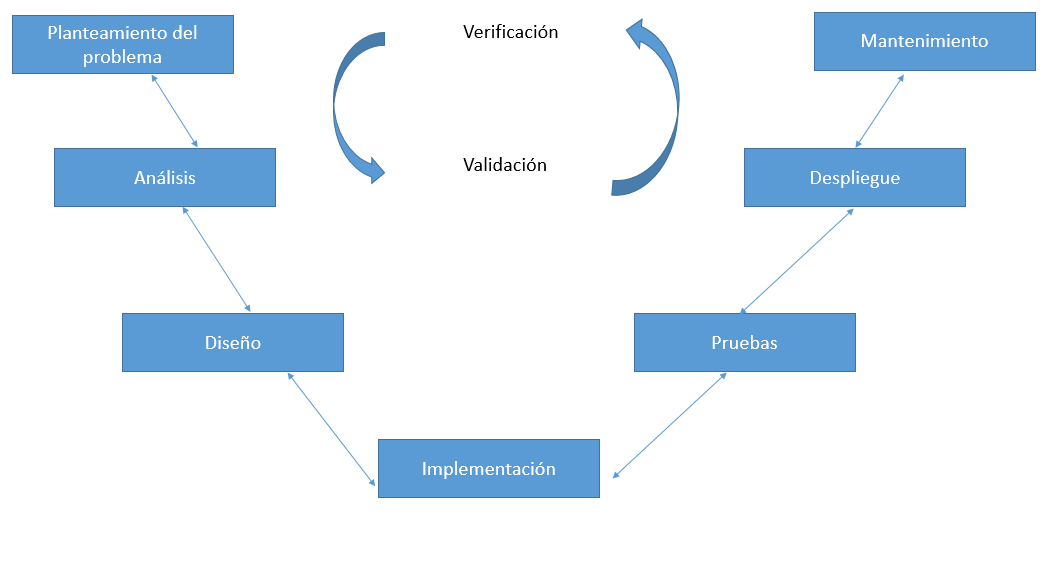 Planteamiento del
problema
Verificación
Mantenimiento
Análisis
Validación
Despliegue
Diseño
Pruebas
Implementación